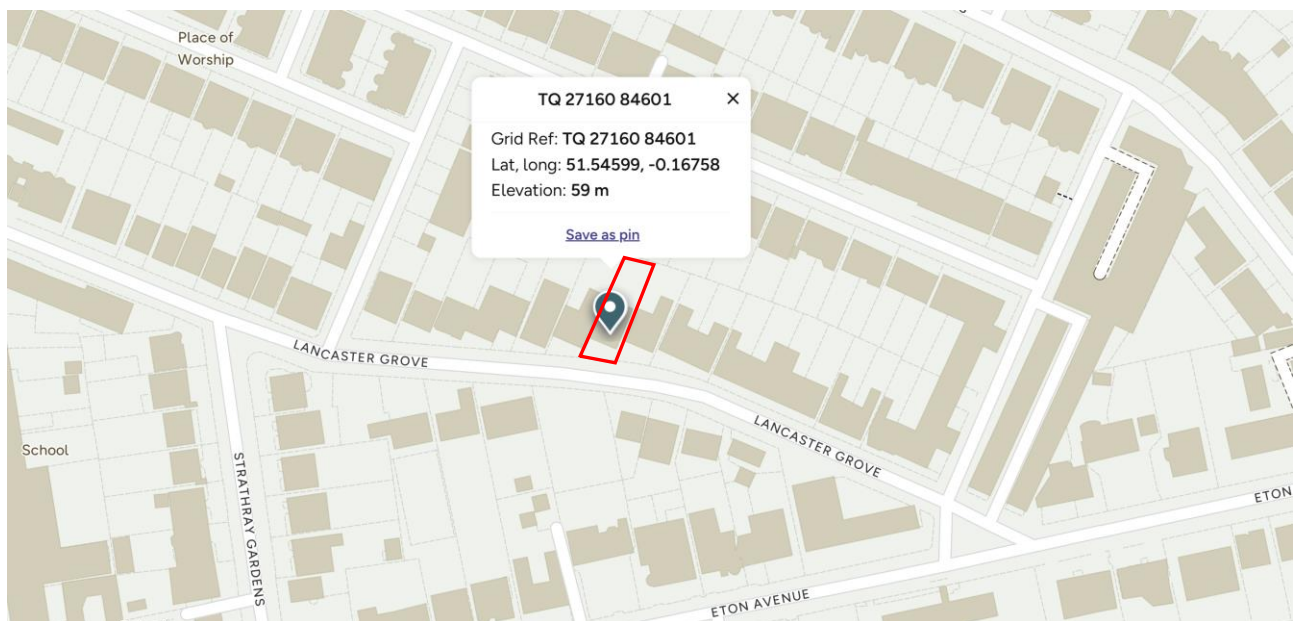 Place of
Worship
TQ 27160 84601
Grid Ref: TQ 27160 84601
Lat, long: 51.54599, -0.16758
Elevation: 59 m
Save as pin
LANCASTER GROVE
LANCASTER GROVE
School
STRATHRAY GARDENS
ETON AVENUE
ETON